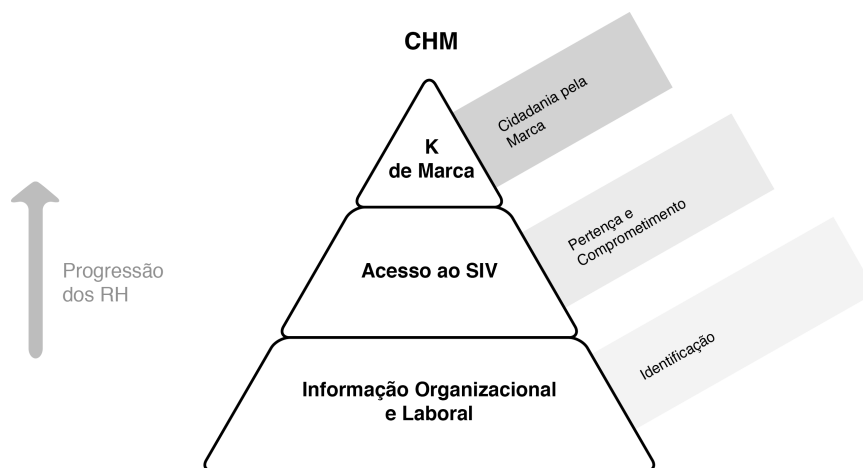 CHM
Cidadania pela
Marca
K
de Marca
Pertença e
Comprometimento
Acesso ao SIV
Progressão
dos RH
Identificação
Informação Organizacional
e Laboral